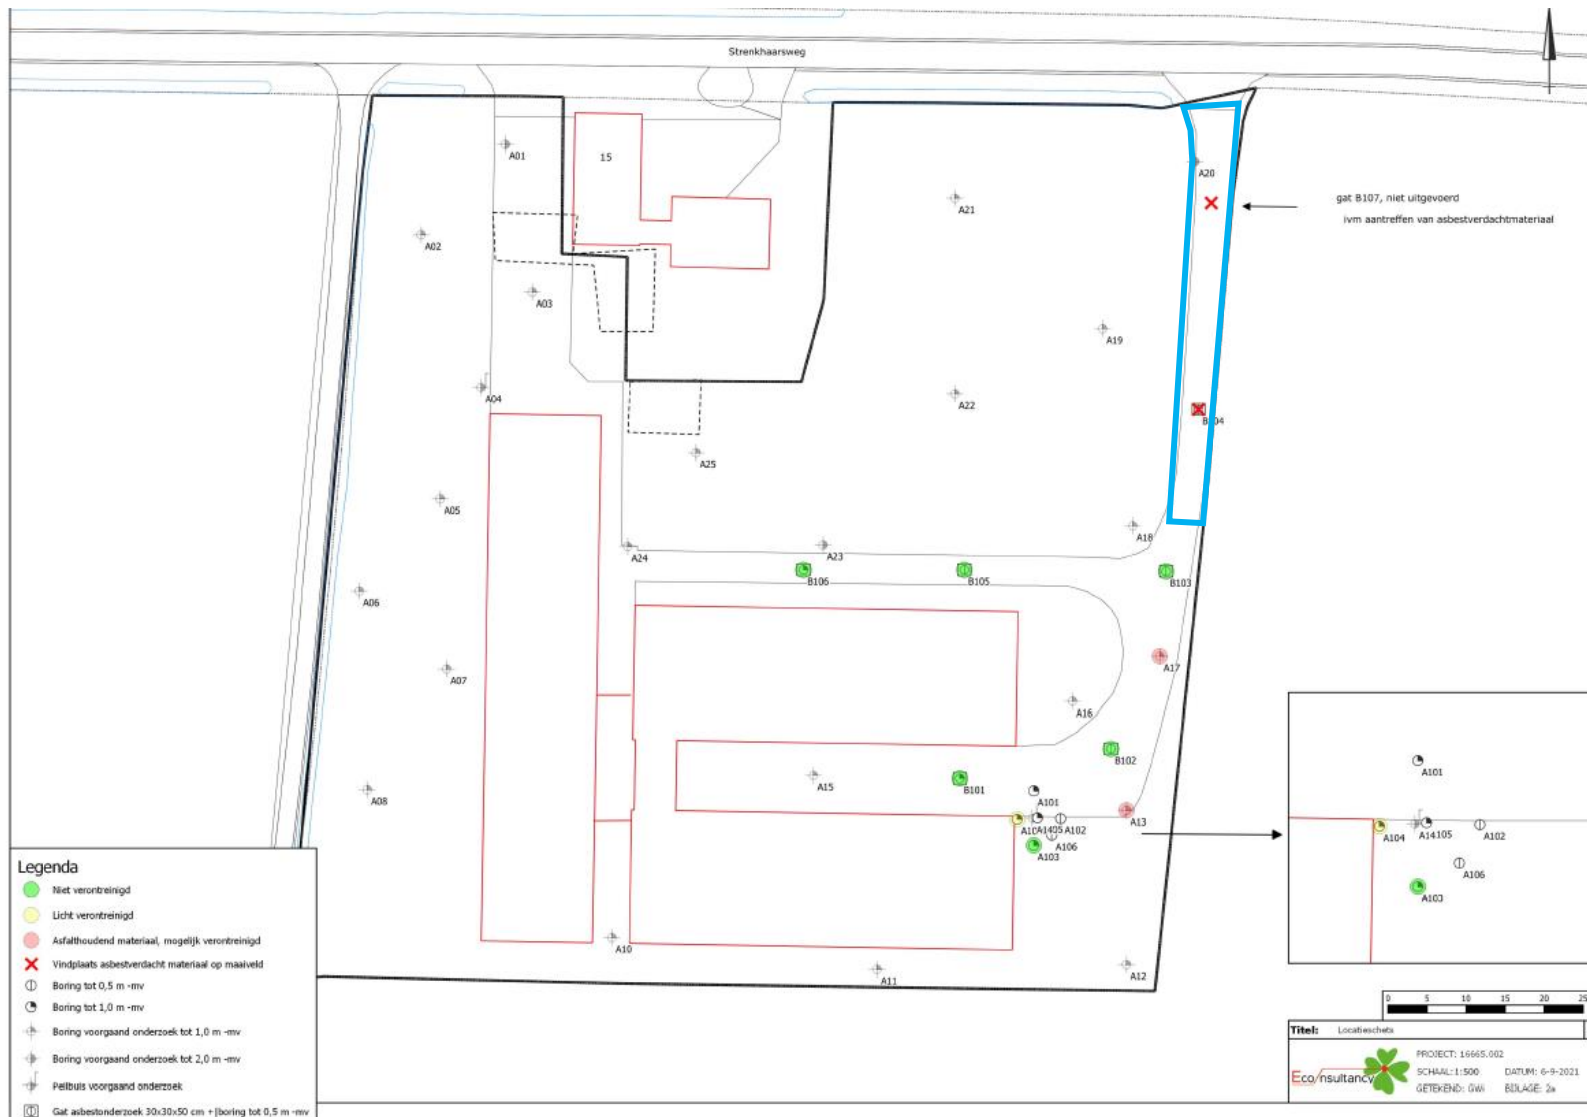 Strenkhaarsweg
A01
15
A20
A21
gat B107, niet uitgevoerd
ivm aantreffen van asbestverdachtmateriaal
A02
A03
A19
A04
A22
B104
A25
A05
A18
A24
A23
B106
B105
B103
A06
A17
A07
A16
B102
A15
B101
A08
A101
A13
A102
A106
A103
A10
A11
A12
A101
A104
A14
105
A102
A106
A103
Legenda
Niet verontreinigd
Licht verontreinigd
Asfalthoudend materiaal, mogelijk verontreinigd
Vindplaats asbestverdacht materiaal op maaiveld
Boring tot 0,5 m -mv
Boring tot 1,0 m -mv
Boring voorgaand onderzoek tot 1,0 m -mv
Boring voorgaand onderzoek tot 2,0 m -mv
Peilbuis voorgaand onderzoek
Gat asbestonderzoek 30x30x50 cm + boring tot 0,5 m -mv
0 5 10 15 20 25
Titel: Locatieschets
Econsultancy
PROJECT: 16665.002
SCHAAL: 1:500 DATUM: 6-9-2021
GETEKEND: GWi BIJLAGE: 2a